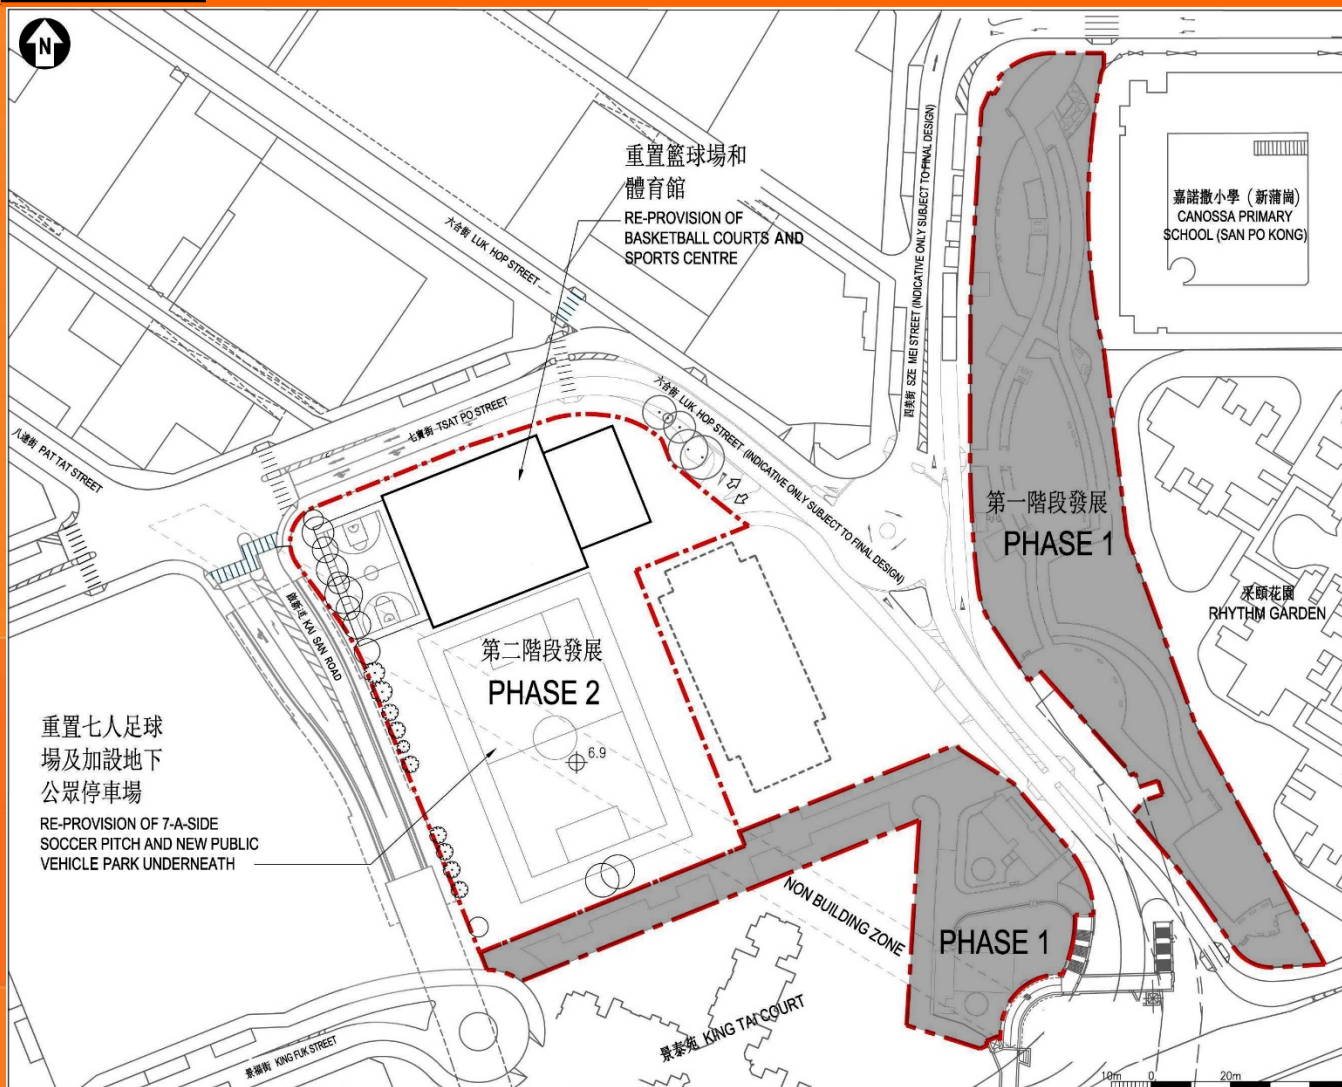 N
重置籃球場和
體育館
RE-PROVISION OF
BASKETBALL COURTS AND
SPORTS CENTRE
六合街 LUK HOP STREET
四美街 SZE MEI STREET (INDICATIVE ONLY SUBJECT TO FINAL DESIGN)
嘉諾撒小學 (新蒲崗)
CANOSSA PRIMARY
SCHOOL (SAN PO KONG)
六合街 LUK HOP STREET (INDICATIVE ONLY SUBJECT TO FINAL DESIGN)
七寶街 TSAT PO STREET
八達街 PAT TAT STREET
第一階段發展
PHASE 1
采頤花園
RHYTHM GARDEN
啟新道 KAI SAN ROAD
第二階段發展
PHASE 2
6.9
重置七人足球
場及加設地下
公眾停車場
RE-PROVISION OF 7-A-SIDE
SOCCER PITCH AND NEW PUBLIC
VEHICLE PARK UNDERNEATH
NON BUILDING ZONE
PHASE 1
景泰苑 KING TAI COURT
景福街 KING FUK STREET
10m 0 20m